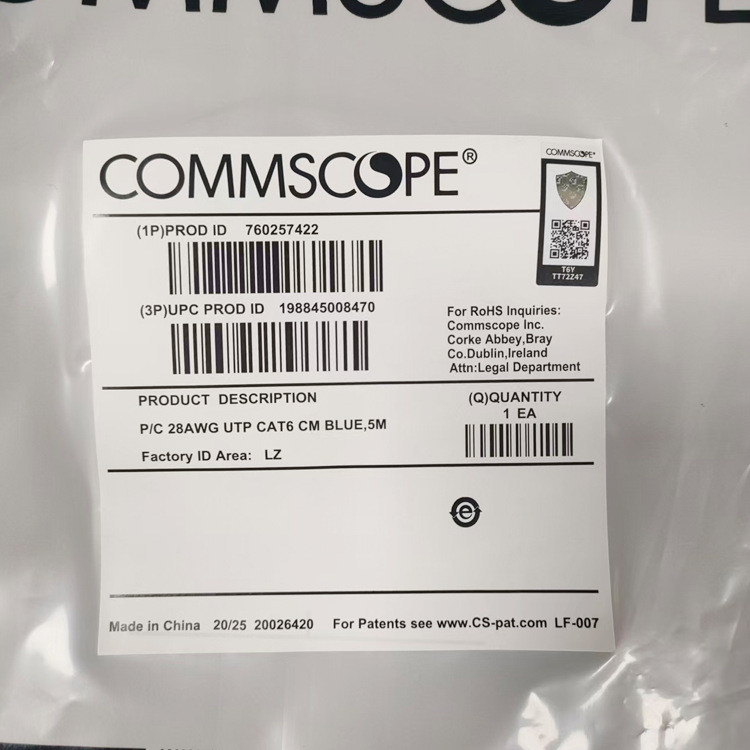 COMMSCOPE
COMMSCOPE®
COMMSCOPE®
T6Y
TT72Z47
(1P)PROD ID 760257422
(3P)UPC PROD ID 198845008470
For RoHS Inquiries:
Commscope Inc.
Corke Abbey,Bray
Co.Dublin,Ireland
Attn:Legal Department
PRODUCT DESCRIPTION
(Q)QUANTITY
1 EA
P/C 28AWG UTP CAT6 CM BLUE,5M
Factory ID Area: LZ
e
Made in China 20/25 20026420 For Patents see www.CS-pat.com LF-007